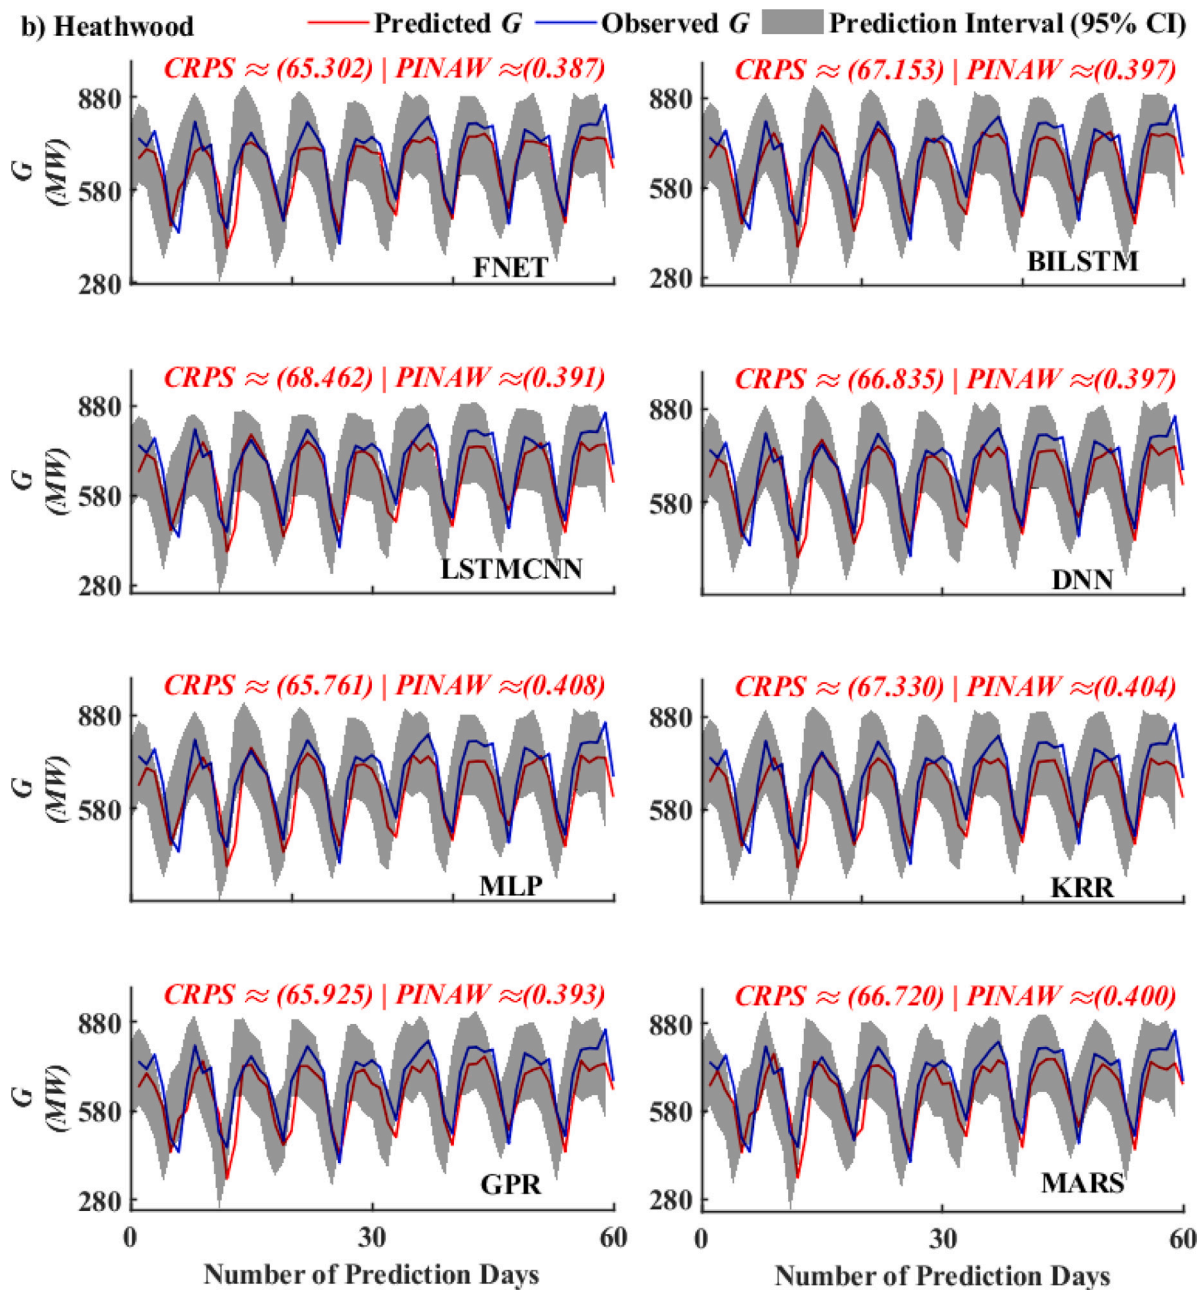 b) Heathwood
Predicted G
Observed G
Prediction Interval (95% CI)
CRPS ≈ (65.302) | PINAW ≈(0.387)
880
580
280
0
G
(MW)
FNET
CRPS ≈ (67.153) | PINAW ≈(0.397)
880
580
280
BILSTM
CRPS ≈ (68.462) | PINAW ≈(0.391)
880
580
280
G
(MW)
LSTMCNN
CRPS ≈ (66.835) | PINAW ≈(0.397)
880
580
DNN
CRPS ≈ (65.761) | PINAW ≈(0.408)
880
580
G
(MW)
MLP
CRPS ≈ (67.330) | PINAW ≈(0.404)
880
580
KRR
CRPS ≈ (65.925) | PINAW ≈(0.393)
880
580
280
G
(MW)
GPR
0
30
60
Number of Prediction Days
CRPS ≈ (66.720) | PINAW ≈(0.400)
880
580
280
MARS
0
30
60
Number of Prediction Days